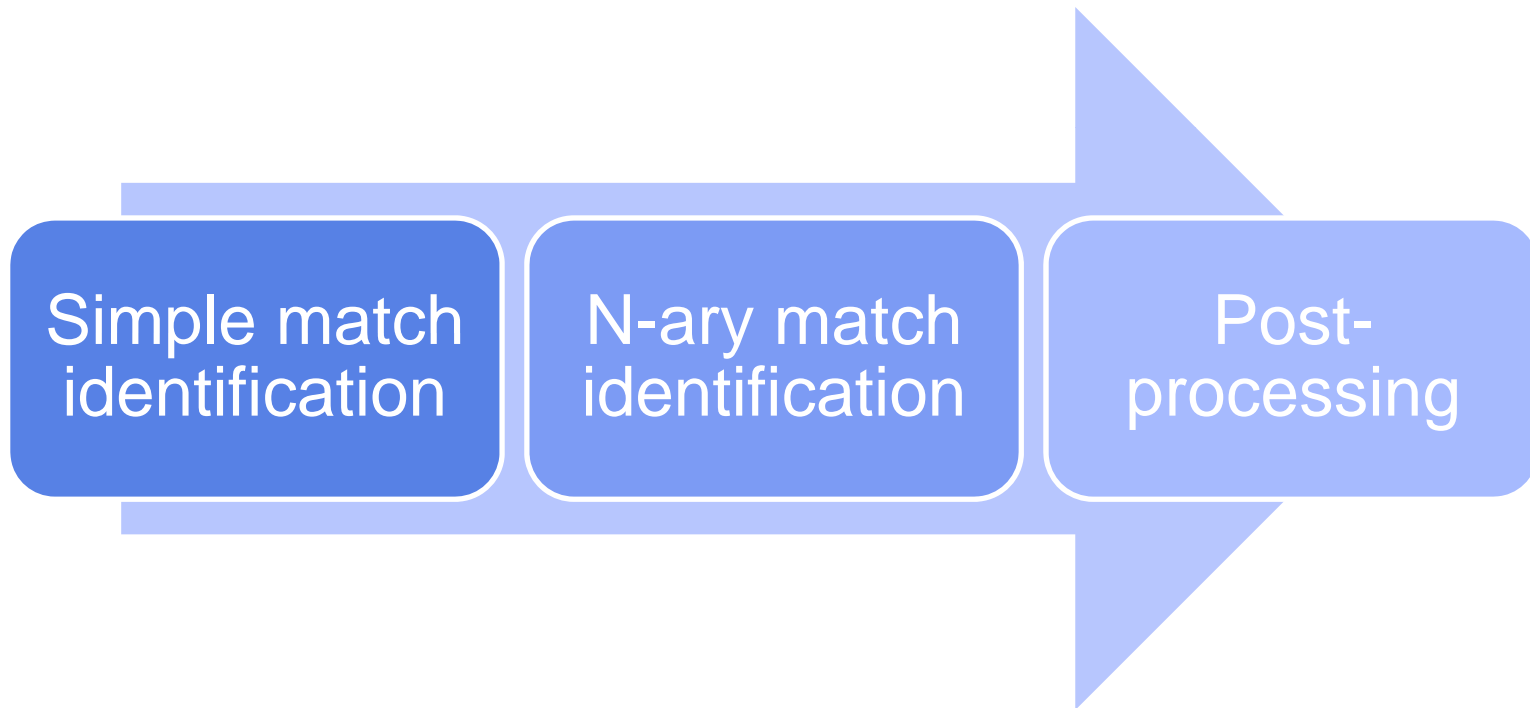 Simple match
identification
N-ary match
identification
Post-
processing